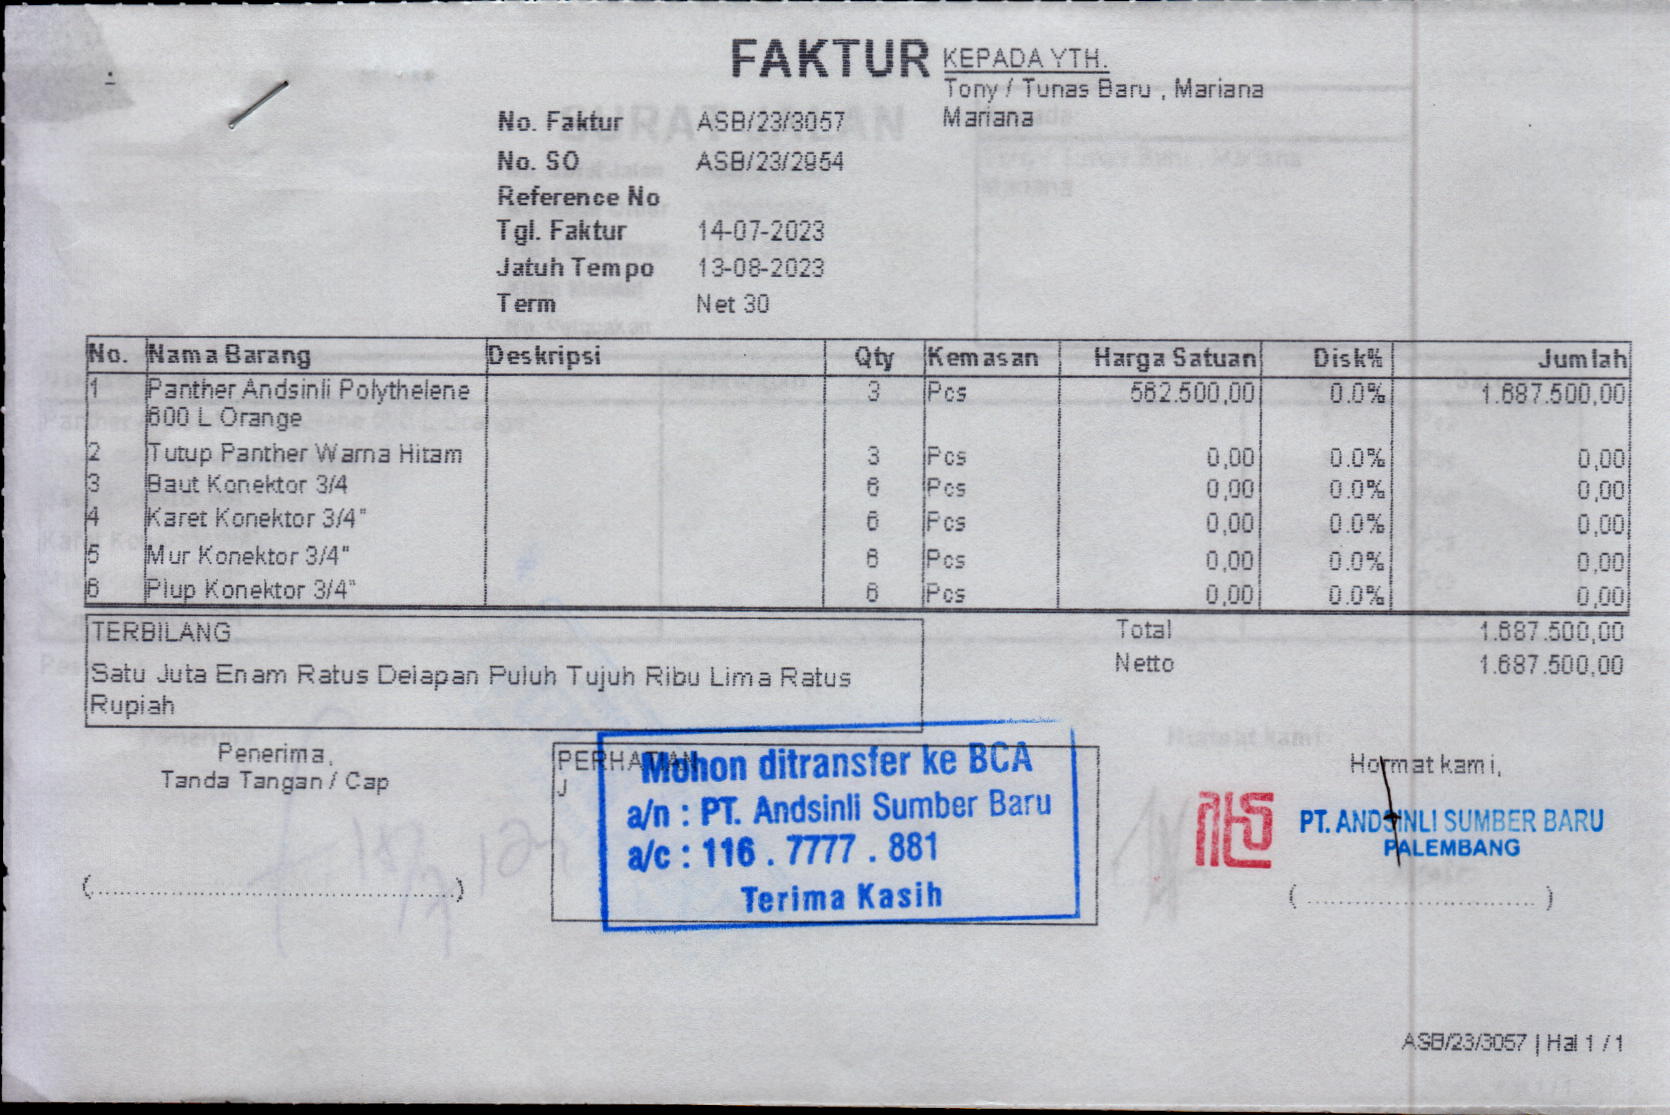 FAKTUR
KEPADA YTH.
Tony / Tunas Baru , Mariana
Mariana
No. Faktur ASB/23/3057
No. SO ASB/23/2954
Reference No
Tgl. Faktur 14-07-2023
Jatuh Tempo 13-08-2023
Term Net 30
No. Nama Barang Deskripsi Qty Kemasan Harga Satuan Disk% Jumlah
1 Panther Andsinli Polythelene 3 Pcs 562.500,00 0.0% 1.687.500,00
600 L Orange
2 Tutup Panther Warna Hitam 3 Pcs 0,00 0.0% 0,00
3 Baut Konektor 3/4 6 Pcs 0,00 0.0% 0,00
4 Karet Konektor 3/4" 6 Pcs 0,00 0.0% 0,00
5 Mur Konektor 3/4" 6 Pcs 0,00 0.0% 0,00
6 Plup Konektor 3/4" 6 Pcs 0,00 0.0% 0,00
TERBILANG
Satu Juta Enam Ratus Delapan Puluh Tujuh Ribu Lima Ratus
Rupiah
Total 1.687.500,00
Netto 1.687.500,00
Penerima,
Tanda Tangan / Cap
(................................................)
PERHATIAN
J
Mohon ditransfer ke BCA
a/n : PT. Andsinli Sumber Baru
a/c : 116 . 7777 . 881
Terima Kasih
Hormat kami,
PT. ANDSINLI SUMBER BARU
PALEMBANG
( .............................. )
ASB/23/3057 | Hal 1 / 1